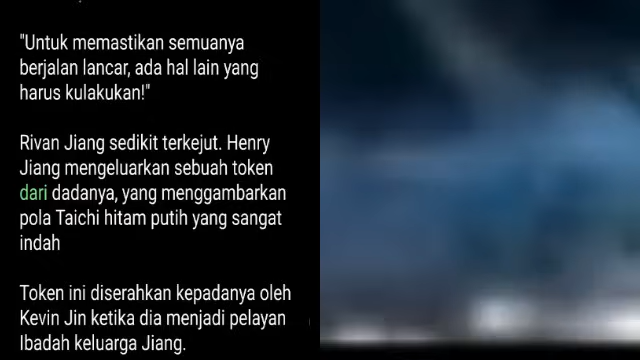 "Untuk memastikan semuanya
berjalan lancar, ada hal lain yang
harus kulakukan!"
Rivan Jiang sedikit terkejut. Henry
Jiang mengeluarkan sebuah token
dari dadanya, yang menggambarkan
pola Taichi hitam putih yang sangat
indah
Token ini diserahkan kepadanya oleh
Kevin Jin ketika dia menjadi pelayan
Ibadah keluarga Jiang.